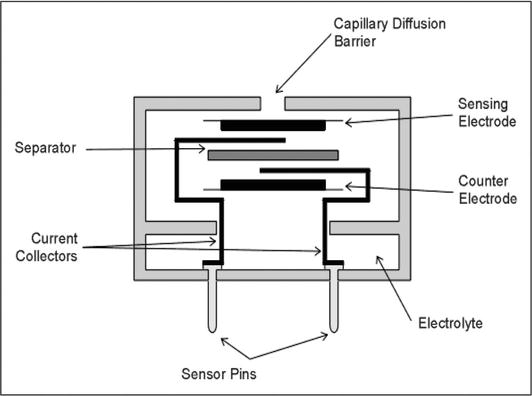 Capillary Diffusion
Barrier
Sensing
Electrode
Separator
Counter
Electrode
Current
Collectors
Electrolyte
Sensor Pins